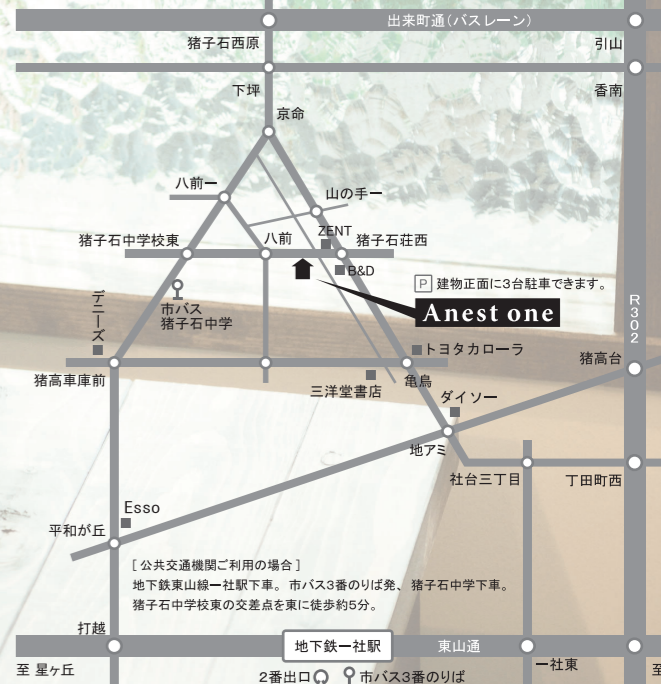 出来町通(バスレーン)
猪子石西原
引山
下坪
香南
京命
八前一
山の手一
ZENT
猪子石中学校東
八前
猪子石荘西
B&D
P 建物正面に3台駐車できます。
Anest one
デニーズ
市バス
猪子石中学
R302
トヨタカローラ
猪高台
猪高車庫前
三洋堂書店
亀鳥
ダイソー
地アミ
社台三丁目
丁田町西
Esso
平和が丘
[公共交通機関ご利用の場合]
地下鉄東山線一社駅下車。市バス3番のりば発、猪子石中学下車。
猪子石中学校東の交差点を東に徒歩約5分。
打越
地下鉄一社駅
東山通
至 星ヶ丘
一社東
至
2番出口
市バス3番のりば